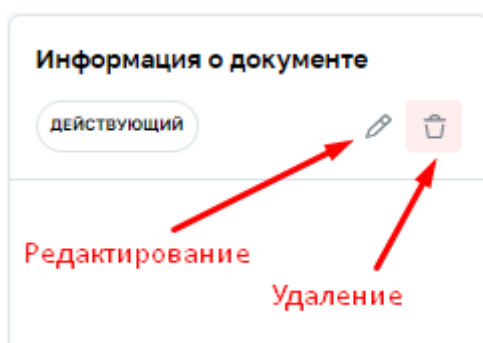 Информация о документе
ДЕЙСТВУЮЩИЙ
Редактирование
Удаление